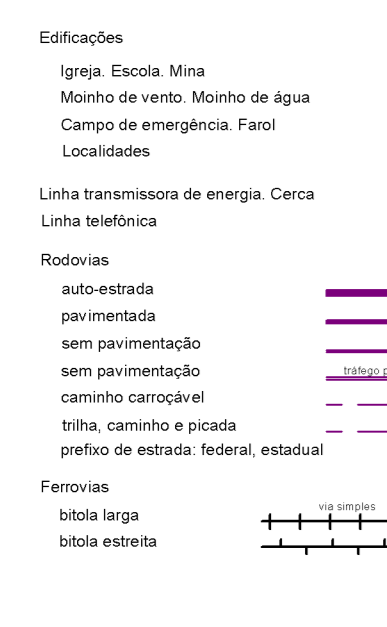 Edificações
Igreja. Escola. Mina
Moinho de vento. Moinho de água
Campo de emergência. Farol
Localidades
Linha transmissora de energia. Cerca
Linha telefônica
Rodovias
auto-estrada
pavimentada
sem pavimentação
sem pavimentação
tráfego p
caminho carroçável
trilha, caminho e picada
prefixo de estrada: federal, estadual
Ferrovias
via simples
bitola larga
bitola estreita